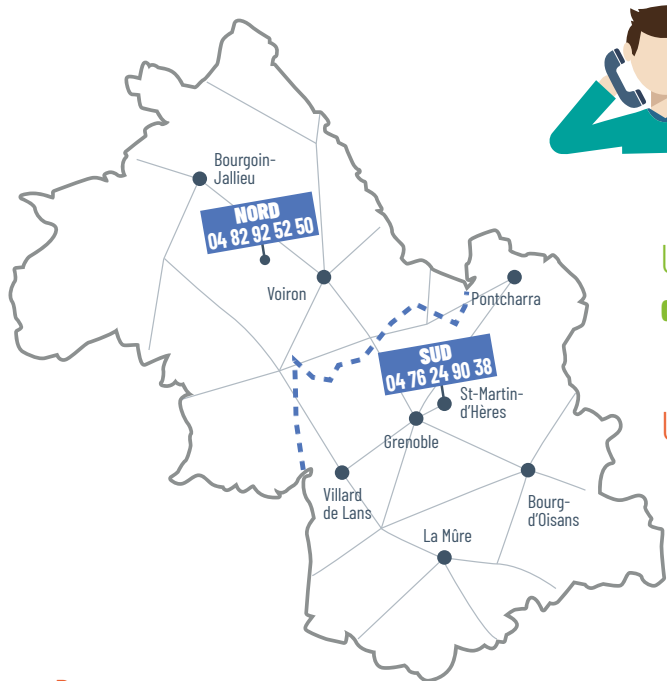 Bourgoin-
Jallieu
NORD
04 82 92 52 50
Voiron
Pontcharra
SUD
04 76 24 90 38
St-Martin-
d'Hères
Grenoble
Villard
de Lans
Bourg-
d'Oisans
La Mûre